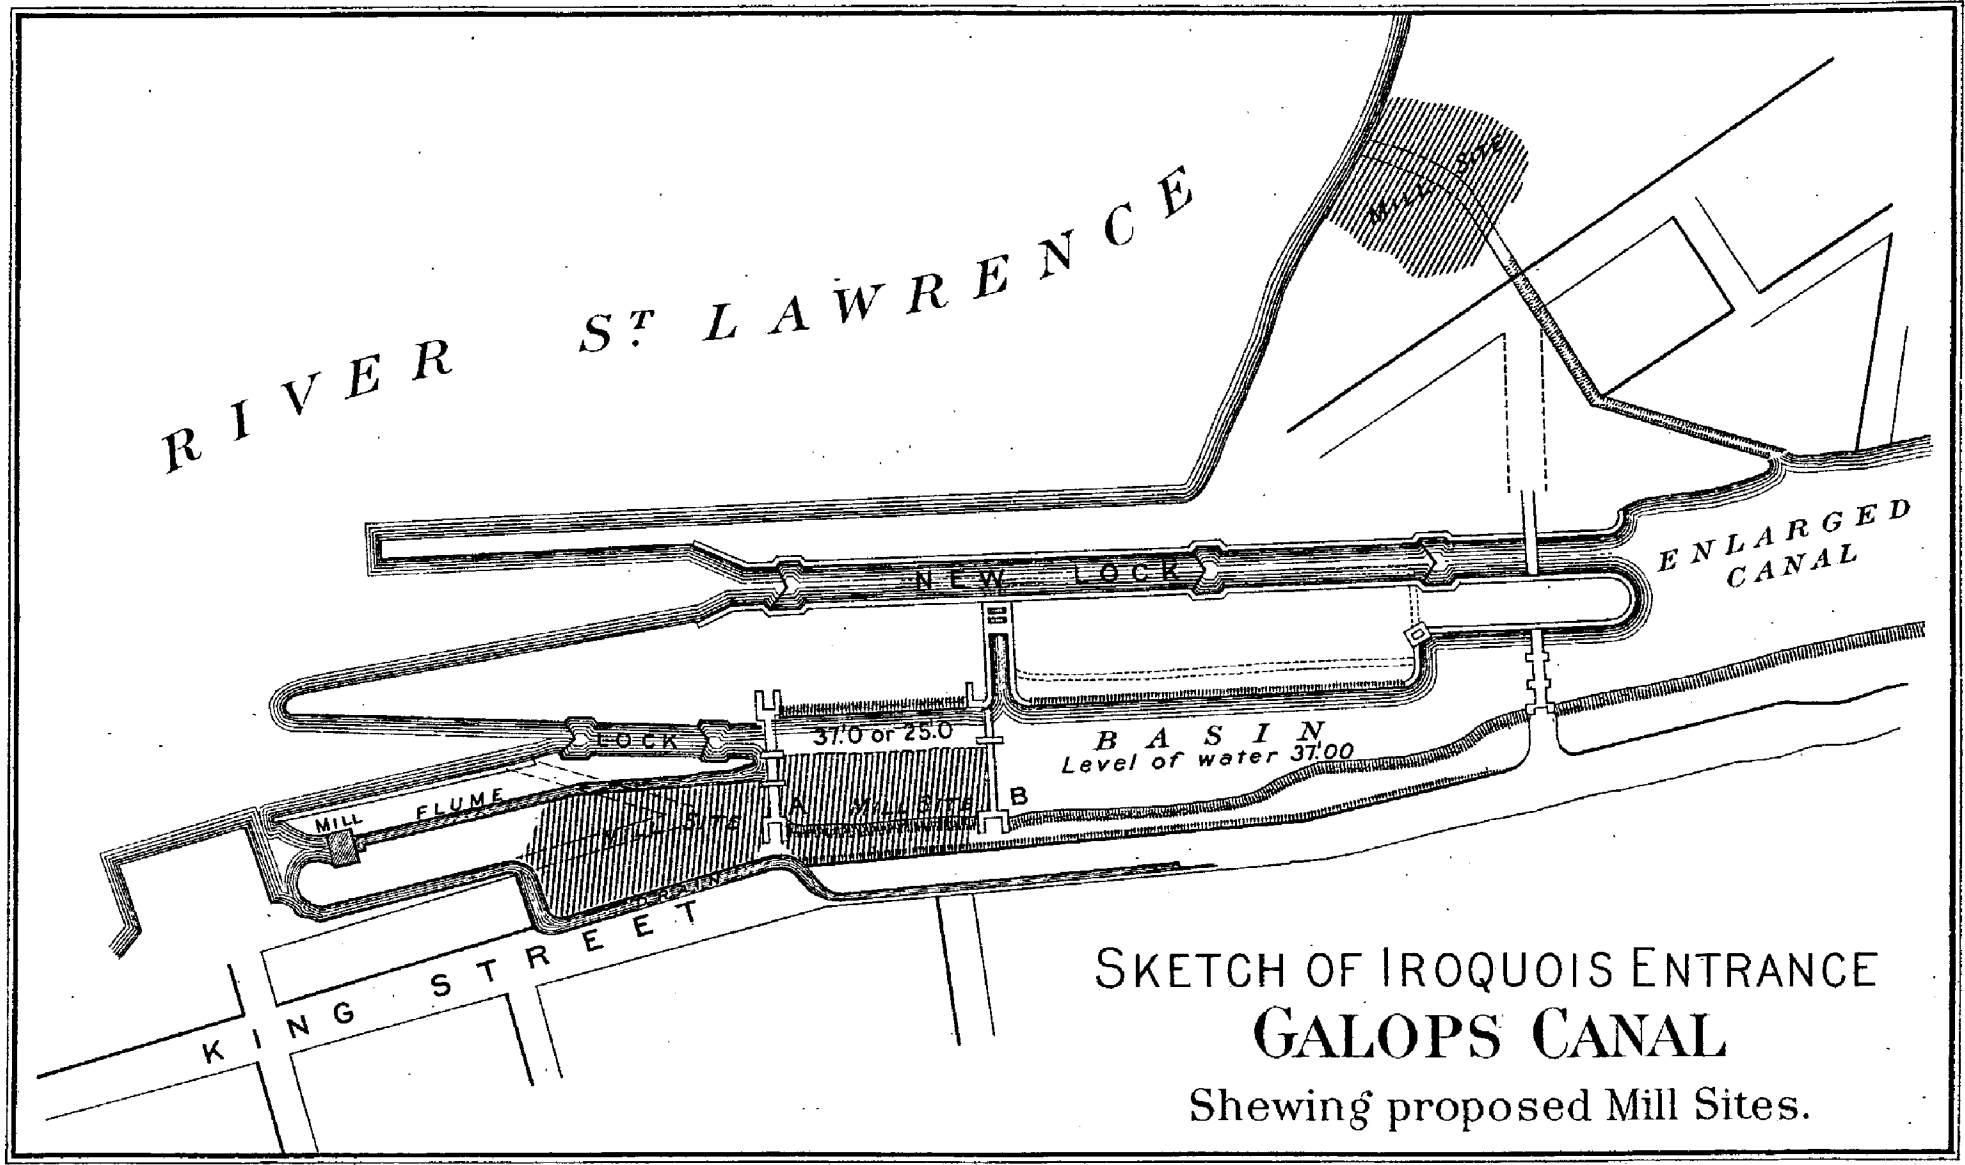 RIVER ST. LAWRENCE
MILL SITE
ENLARGED
CANAL
NEW LOCK
LOCK
37.'0 or 25.'0
BASIN
Level of water 37.'00
FLUME
MILL
MILL SITE
A
MILL SITE
B
DRAIN
KING STREET
SKETCH OF IROQUOIS ENTRANCE
GALOPS CANAL
Shewing proposed Mill Sites.